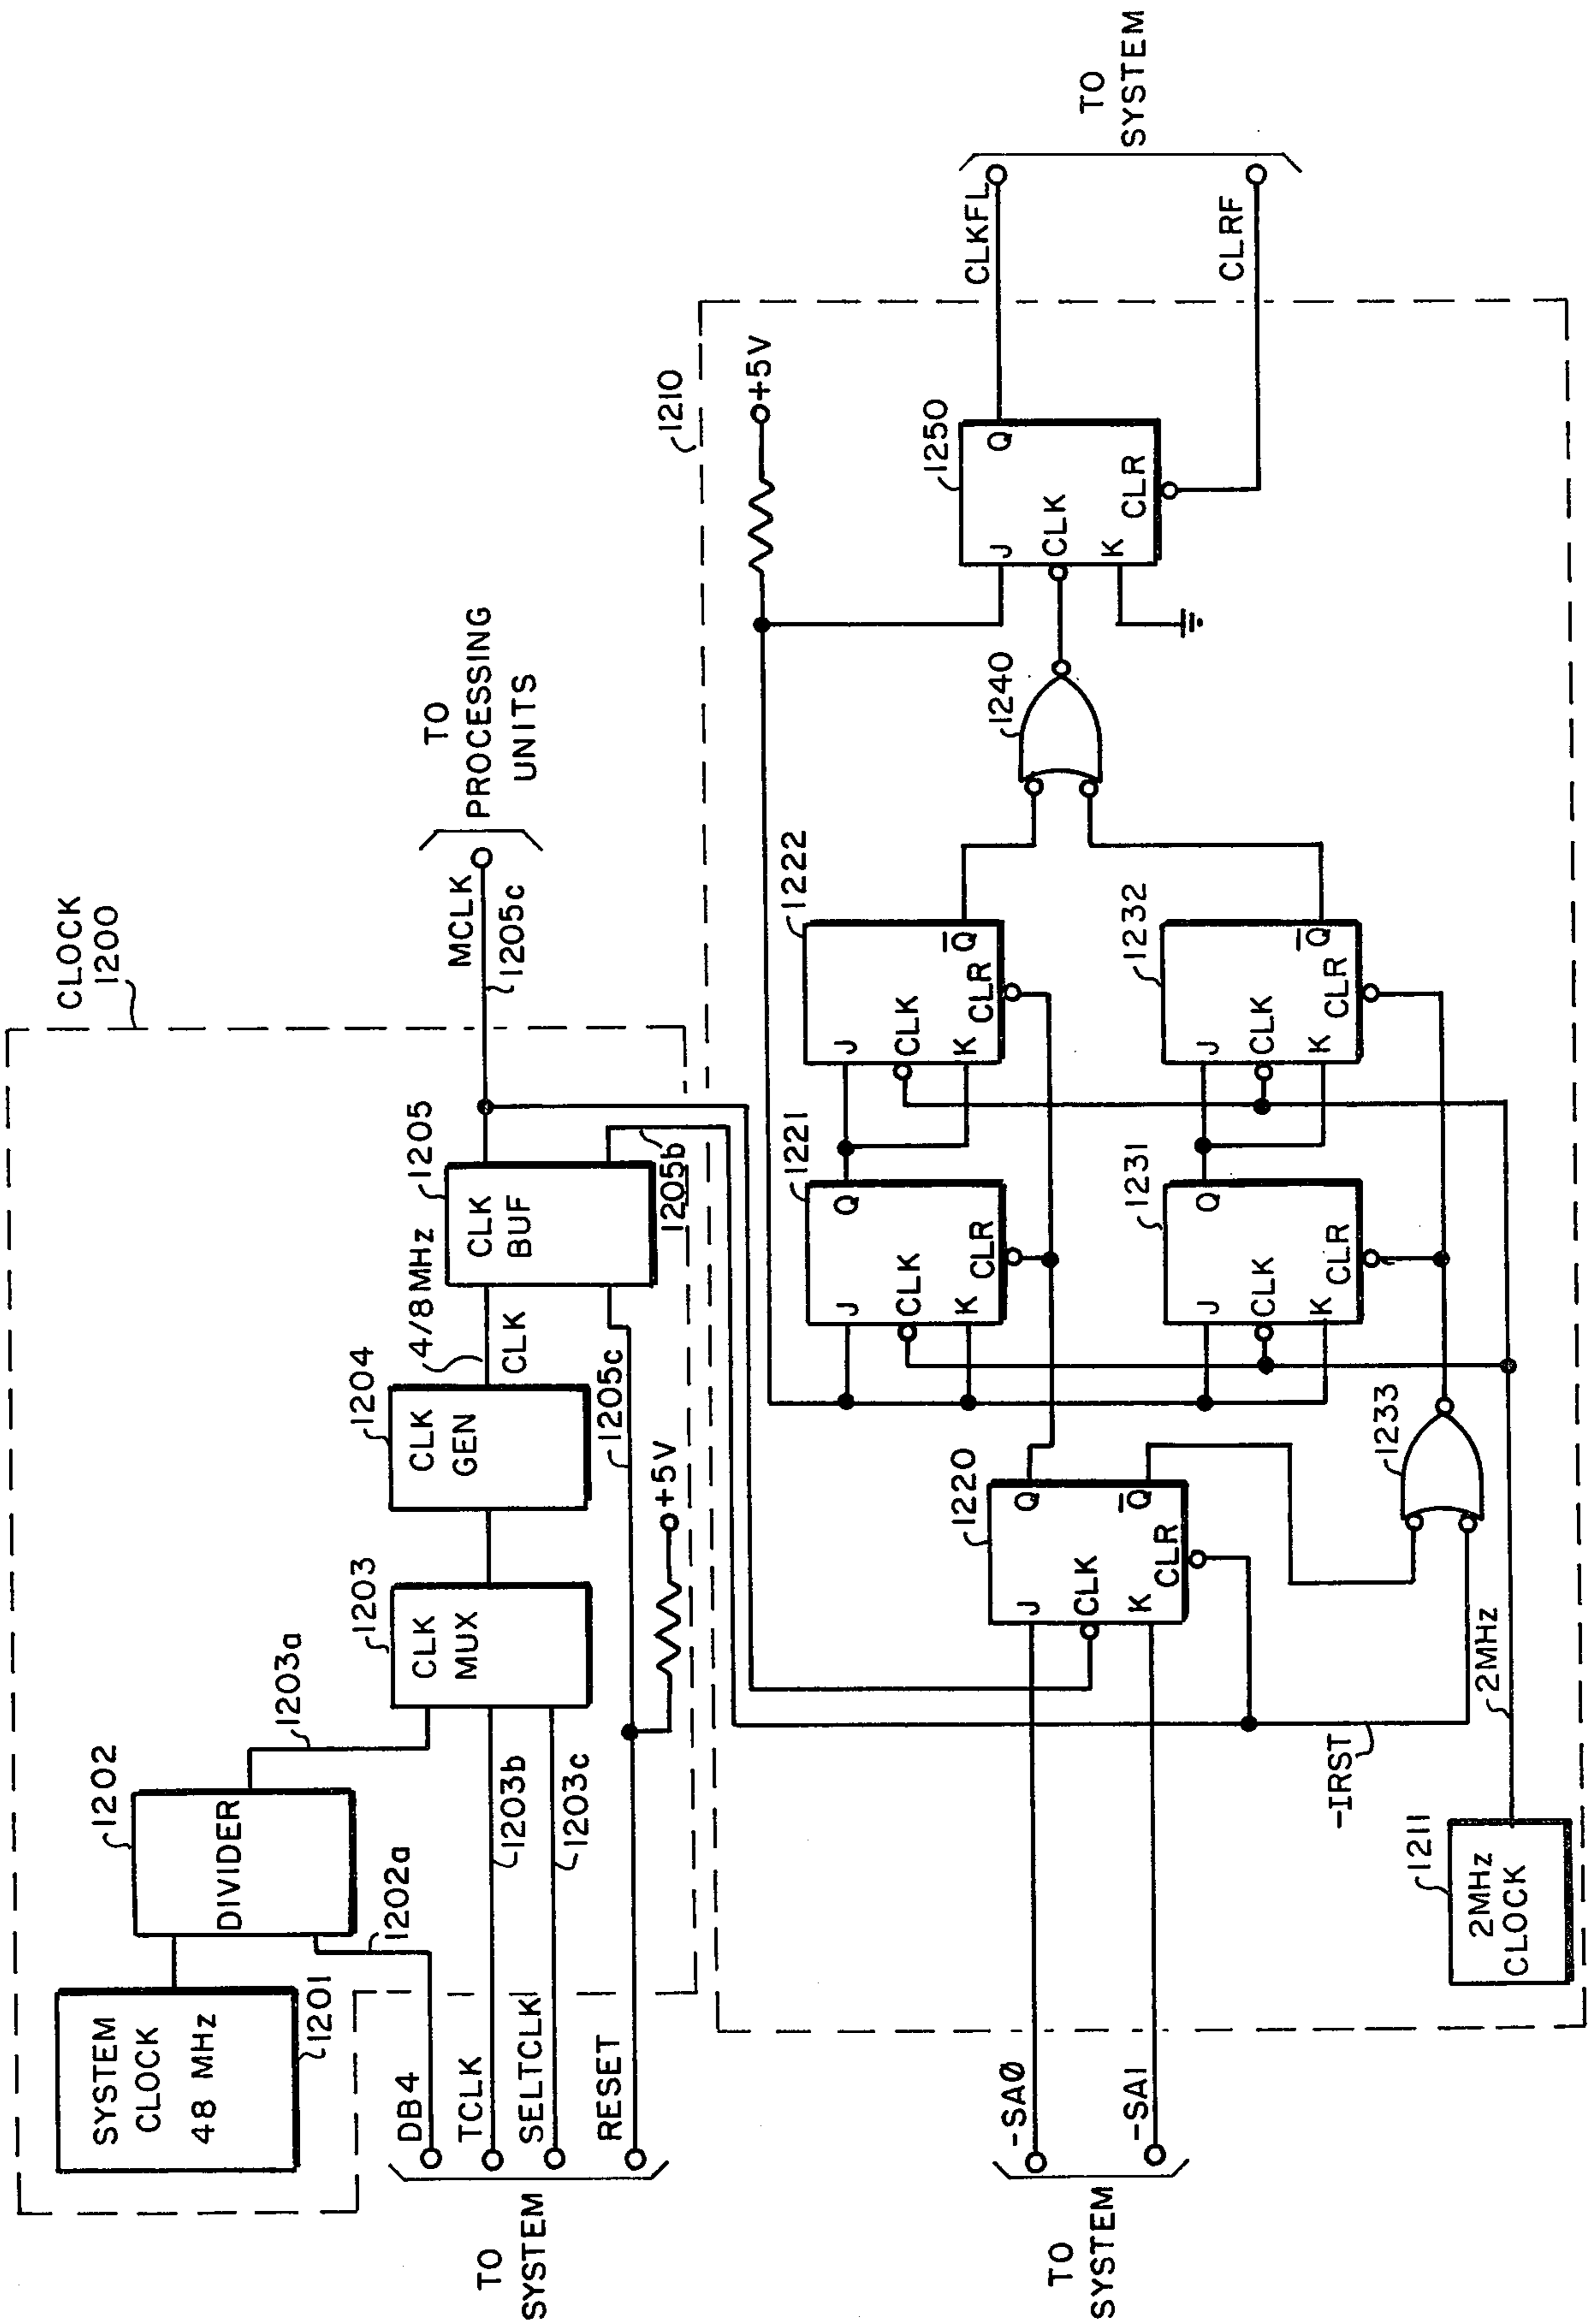 CLOCK
1200
SYSTEM
CLOCK
48 MHz
1201
1202
DIVIDER
1202a
1203a
1203
CLK
MUX
1203b
1203c
1204
CLK
GEN
4/8MHz
CLK
1205c
1205
CLK
BUF
1205b
+5V
MCLK
1205c
TO
PROCESSING
UNITS
DB4
TCLK
SELTCLK
RESET
TO
SYSTEM
1210
+5V
-SA0
-SA1
TO
SYSTEM
1220
J
CLK
K
Q
Q
CLR
-IRST
1211
2MHz
CLOCK
2MHz
1233
1221
J
CLK
K
Q
CLR
1222
J
CLK
K
Q
CLR
1231
J
CLK
K
Q
CLR
1232
J
CLK
K
Q
CLR
1240
1250
J
CLK
K
Q
CLR
CLKFL
CLRF
TO
SYSTEM